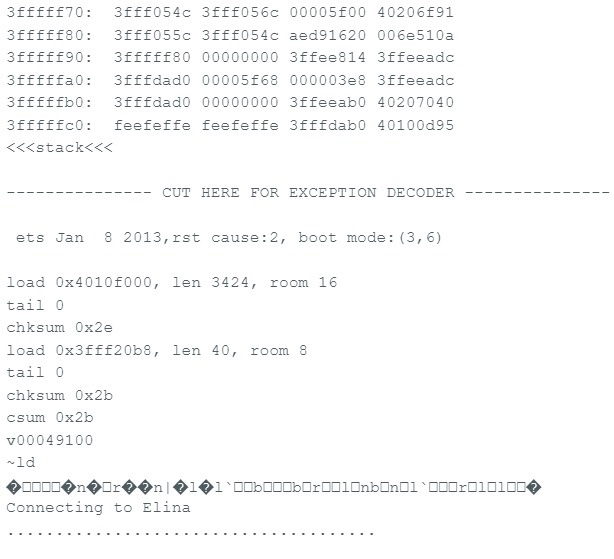 3fffff70:  3fff054c 3fff056c 00005f00 40206f91
3fffff80:  3fff055c 3fff054c aed91620 006e510a
3fffff90:  3fffff80 00000000 3ffee814 3ffeeadc
3fffffa0:  3fffdad0 00005f68 000003e8 3ffeeadc
3fffffb0:  3fffdad0 00000000 3ffeeab0 40207040
3fffffc0:  feefeffe feefeffe 3fffdab0 40100d95
<<<stack<<<
--------------- CUT HERE FOR EXCEPTION DECODER ---------------
ets Jan  8 2013,rst cause:2, boot mode:(3,6)
load 0x4010f000, len 3424, room 16
tail 0
chksum 0x2e
load 0x3fff20b8, len 40, room 8
tail 0
chksum 0x2b
csum 0x2b
v00049100
~ld
�□□□□�n�□r��n|�l�l`□□b□□□b□r□□l□nb□n□l`□□□r□l□l□□�
Connecting to Elina
......................................